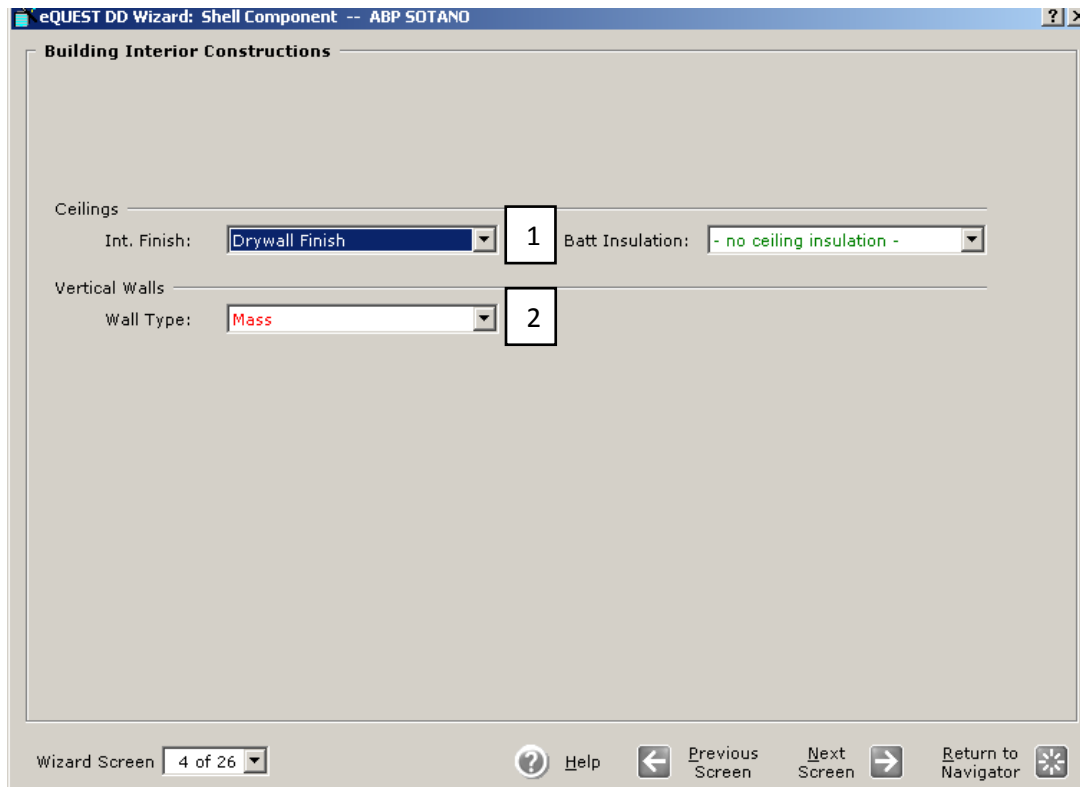 eQUEST DD Wizard: Shell Component -- ABP SOTANO
Building Interior Constructions
Ceilings
Int. Finish: Drywall Finish 1 Batt Insulation: - no ceiling insulation -
Vertical Walls
Wall Type: Mass 2
Wizard Screen 4 of 26 Help Previous Screen Next Screen Return to Navigator